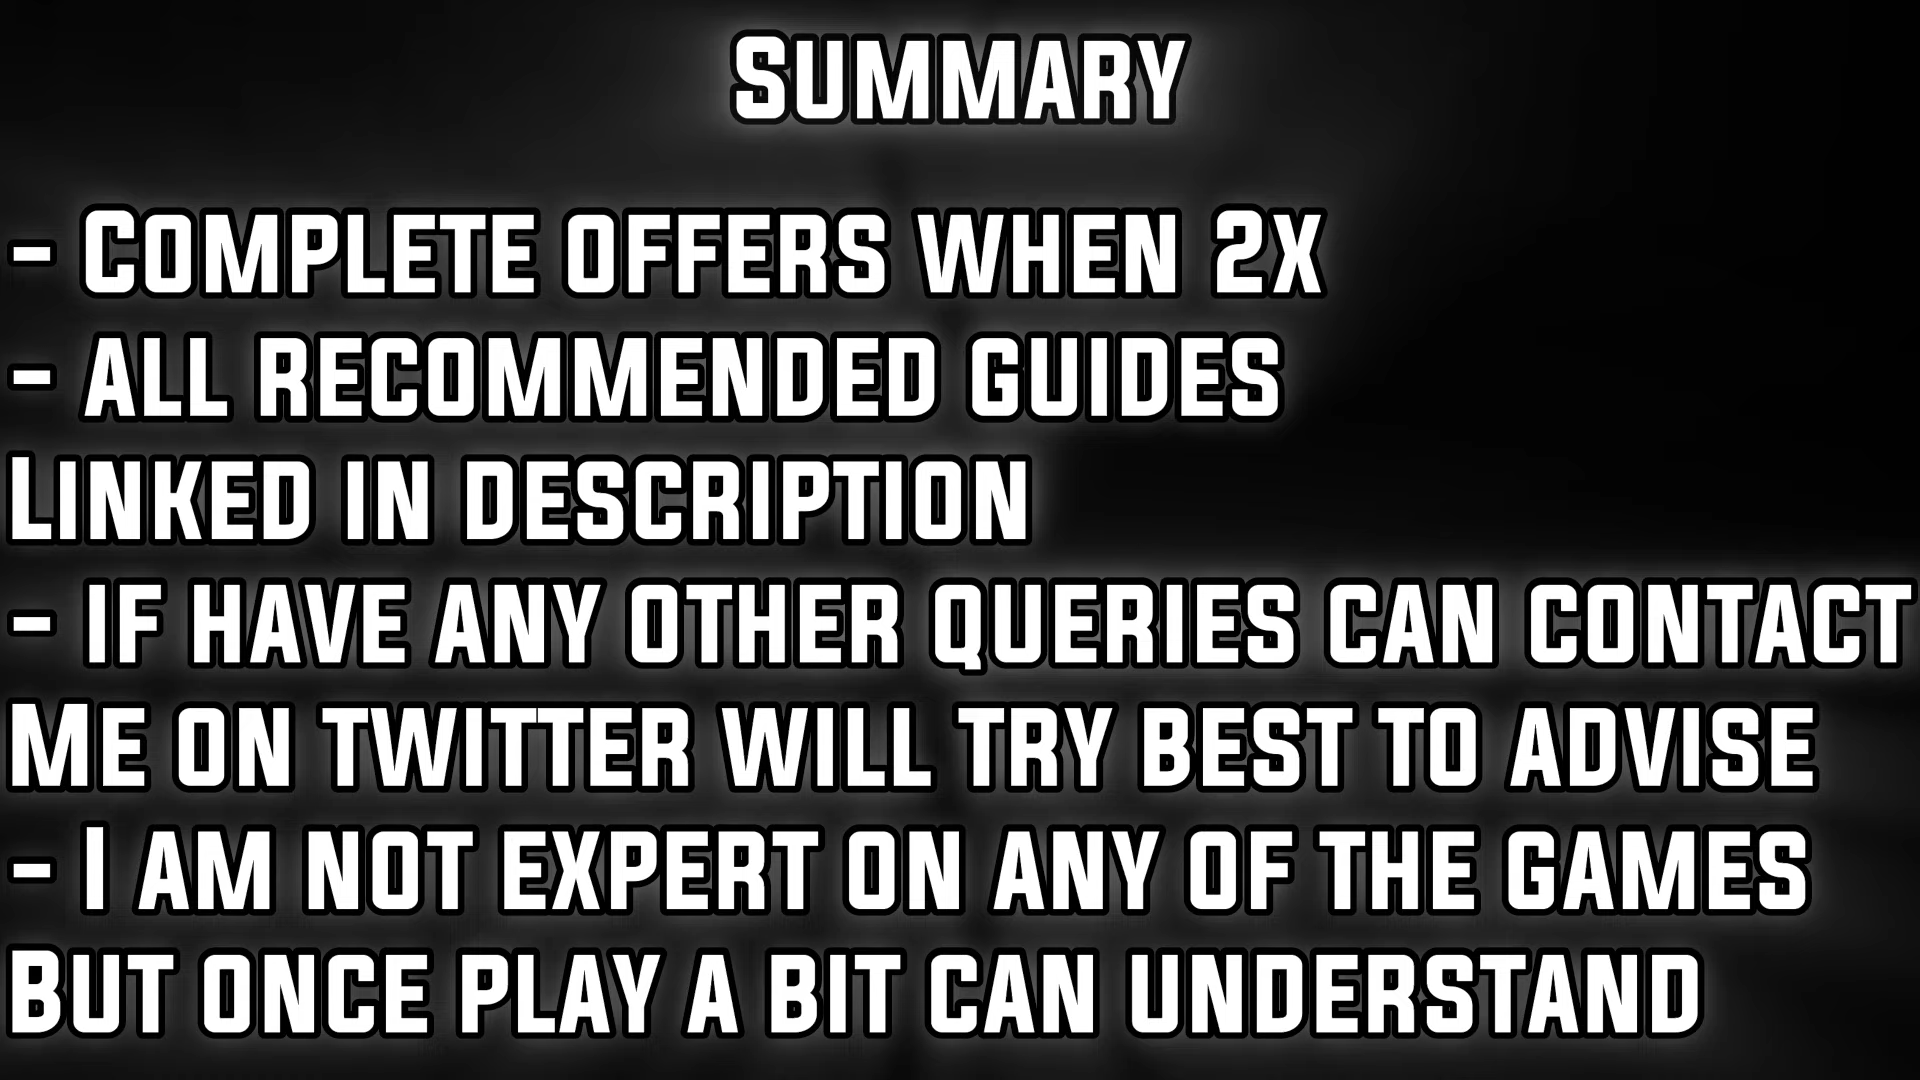 Summary
- Complete offers when 2x
- All recommended guides
Linked in description
- If have any other queries can contact
Me on twitter will try best to advise
- I am not expert on any of the games
But once play a bit can understand